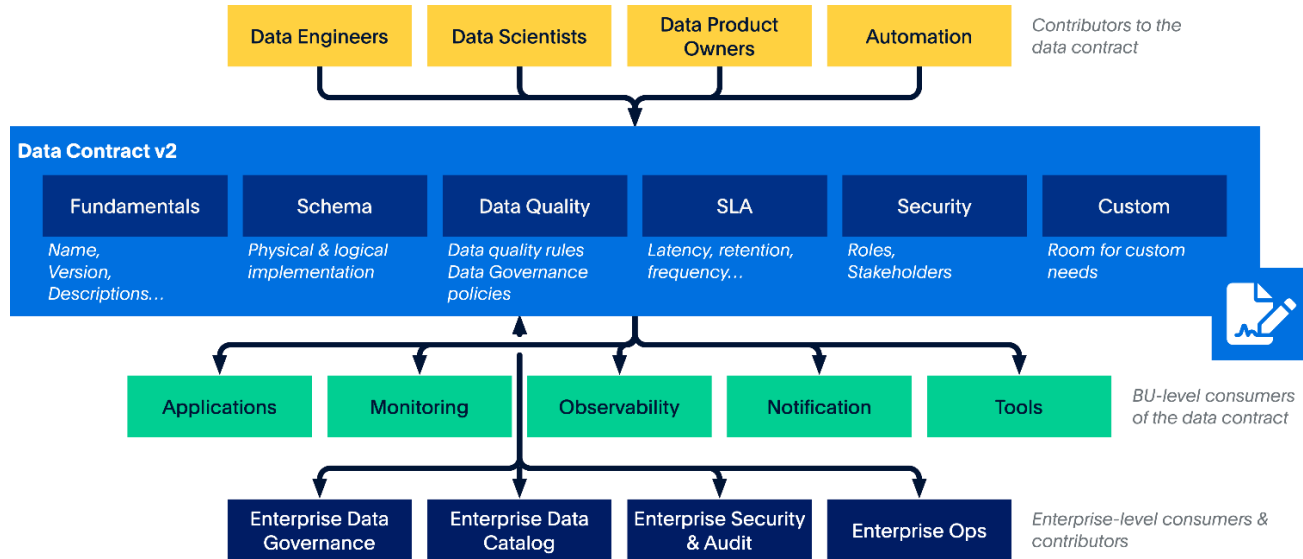 Data Engineers
Data Scientists
Data Product
Owners
Automation
Contributors to the
data contract
Data Contract v2
Fundamentals
Name,
Version,
Descriptions...
Schema
Physical & logical
implementation
Data Quality
Data quality rules
Data Governance
policies
SLA
Latency, retention,
frequency...
Security
Roles,
Stakeholders
Custom
Room for custom
needs
Applications
Monitoring
Observability
Notification
Tools
BU-level consumers
of the data contract
Enterprise Data
Governance
Enterprise Data
Catalog
Enterprise Security
& Audit
Enterprise Ops
Enterprise-level consumers &
contributors